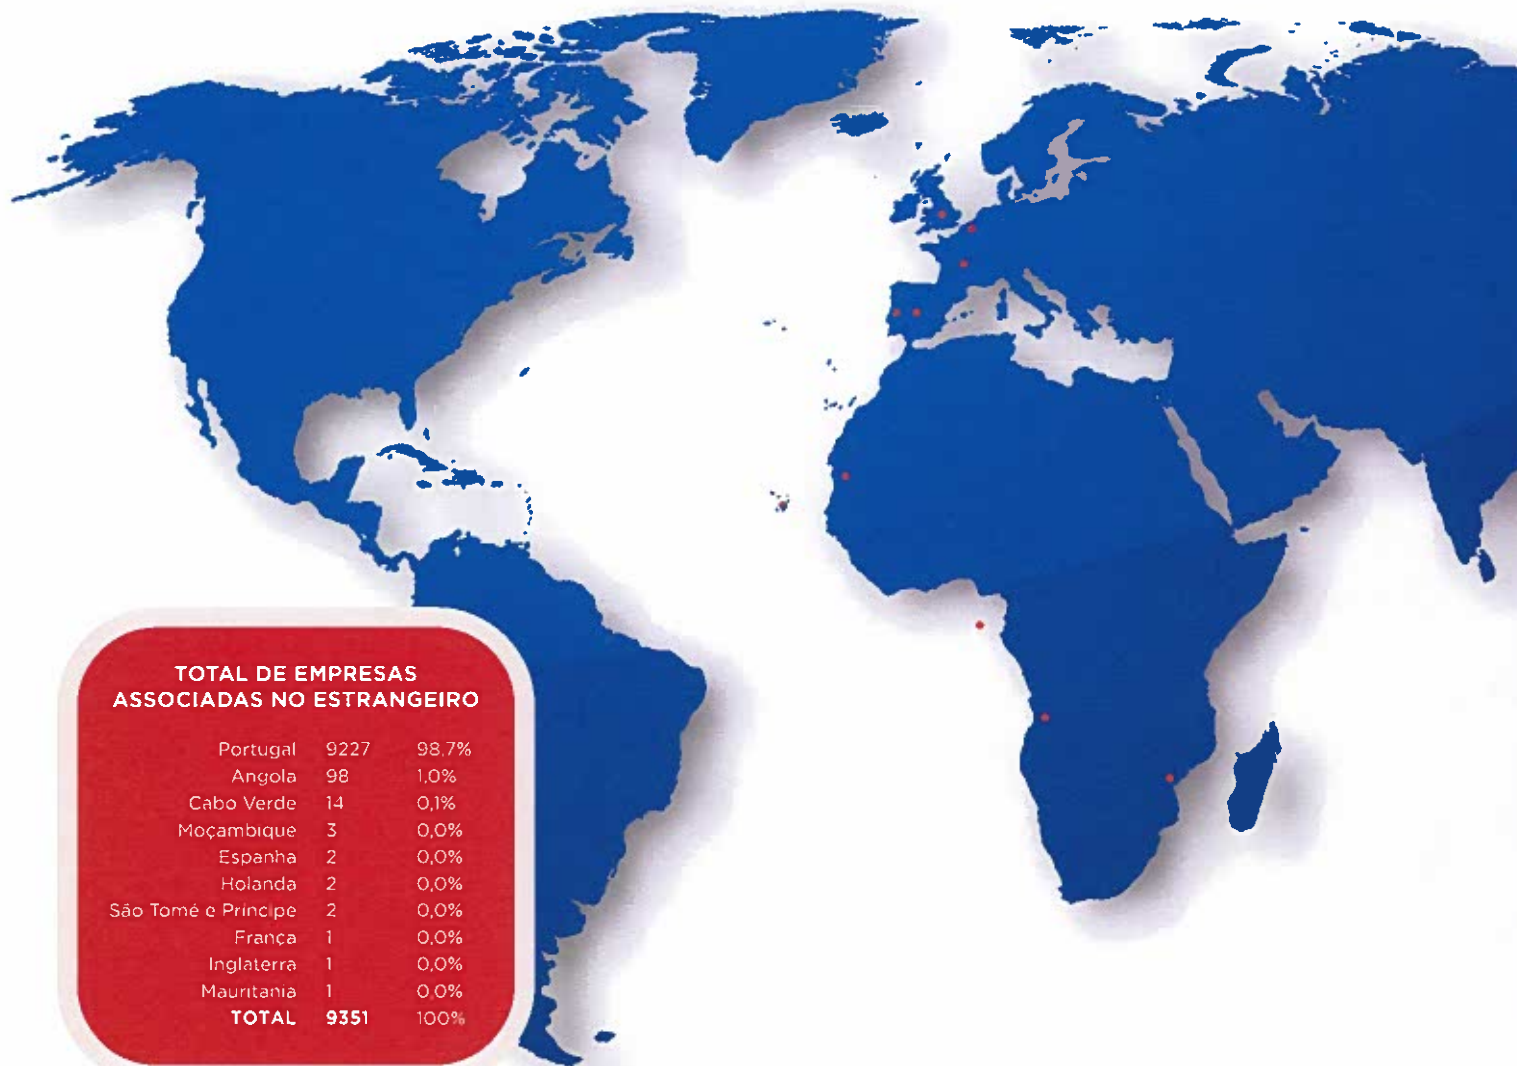 TOTAL DE EMPRESAS
ASSOCIADAS NO ESTRANGEIRO
Portugal 9227 98,7%
Angola 98 1,0%
Cabo Verde 14 0,1%
Moçambique 3 0,0%
Espanha 2 0,0%
Holanda 2 0,0%
São Tomé e Príncipe 2 0,0%
França 1 0,0%
Inglaterra 1 0,0%
Mauritania 1 0,0%
TOTAL 9351 100%